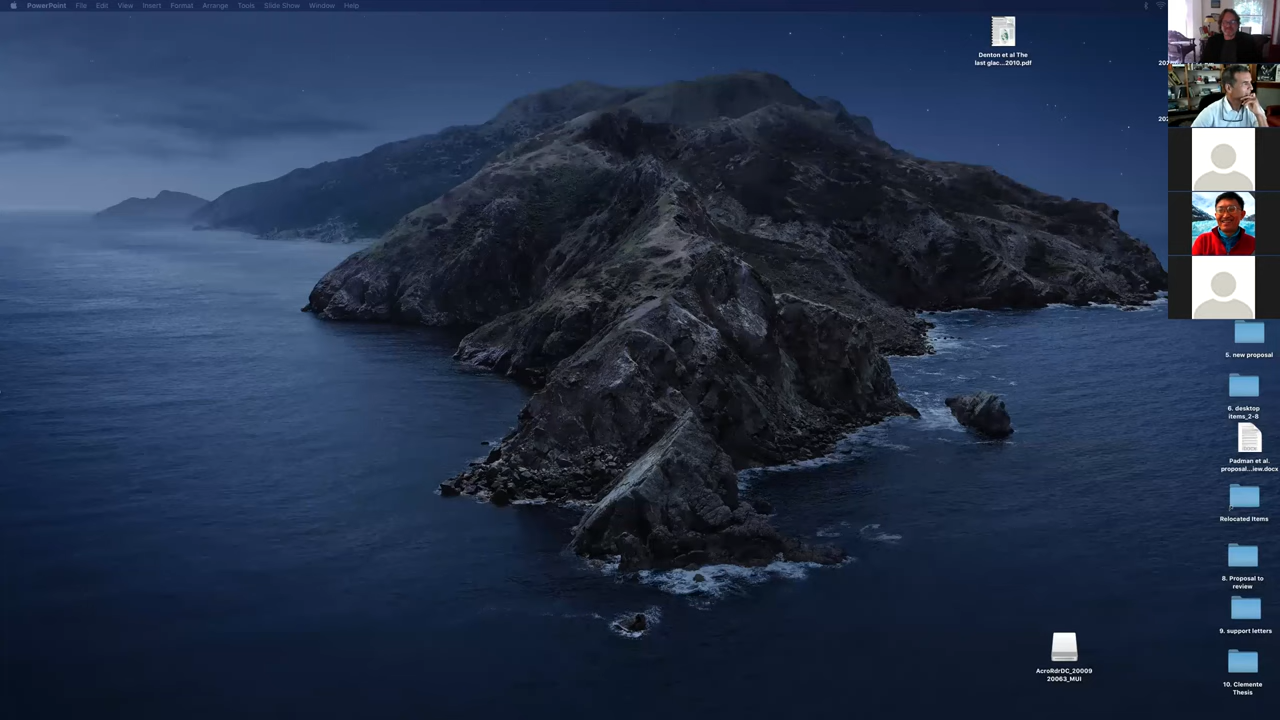 PowerPoint File Edit View Insert Format Arrange Tools Slide Show Window Help
Denton et al The
last glac...2010.pdf
5. new proposal
6. desktop
items_2-8
Padman et al.
proposal...iew.docx
Relocated Items
8. Proposal to
review
9. support letters
AcroRdrDC_20009
20063_MUI
10. Clemente
Thesis